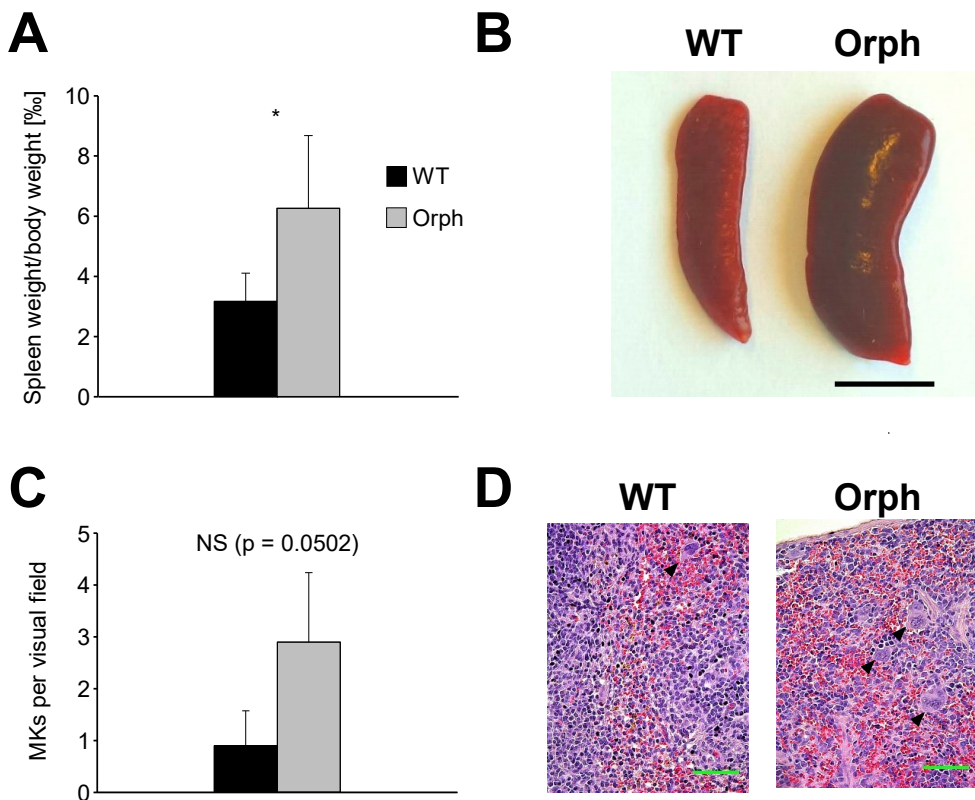 A
B
WT
Orph
Spleen weight/body weight [‰]
10
8
6
4
2
0
*
WT
Orph
C
D
WT
Orph
MKs per visual field
5
4
3
2
1
0
NS (p = 0.0502)